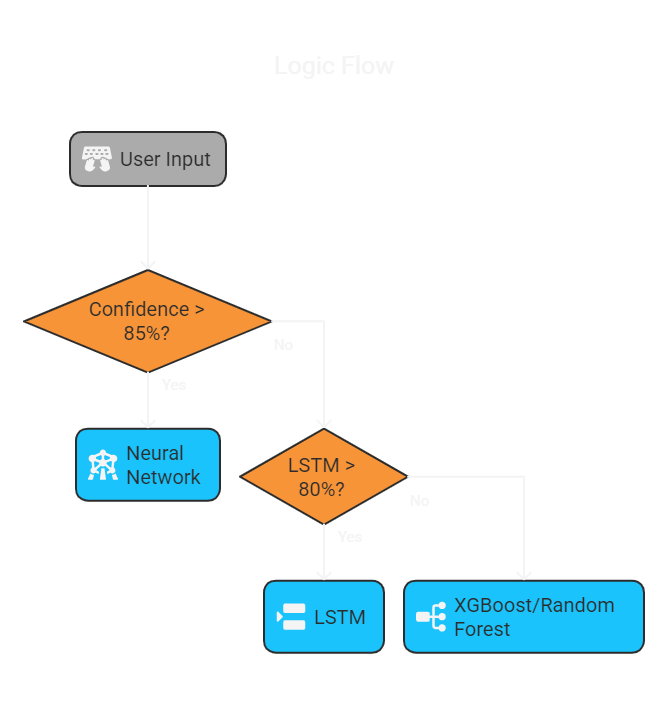 Logic Flow
User Input
Confidence >
85%?
No
Yes
Neural
Network
LSTM >
80%?
No
Yes
LSTM
XGBoost/Random
Forest